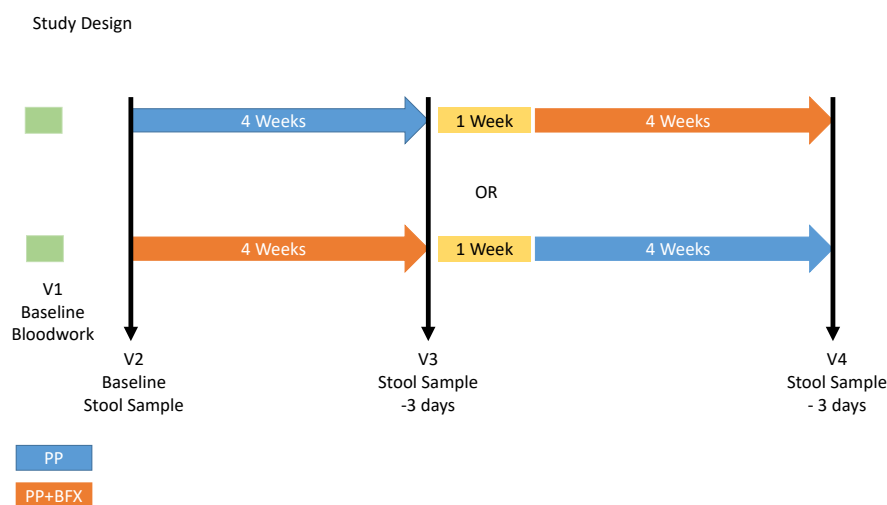 Study Design
4 Weeks
1 Week
4 Weeks
OR
4 Weeks
1 Week
4 Weeks
V1
Baseline
Bloodwork
V2
Baseline
Stool Sample
V3
Stool Sample
-3 days
V4
Stool Sample
- 3 days
PP
PP+BFX